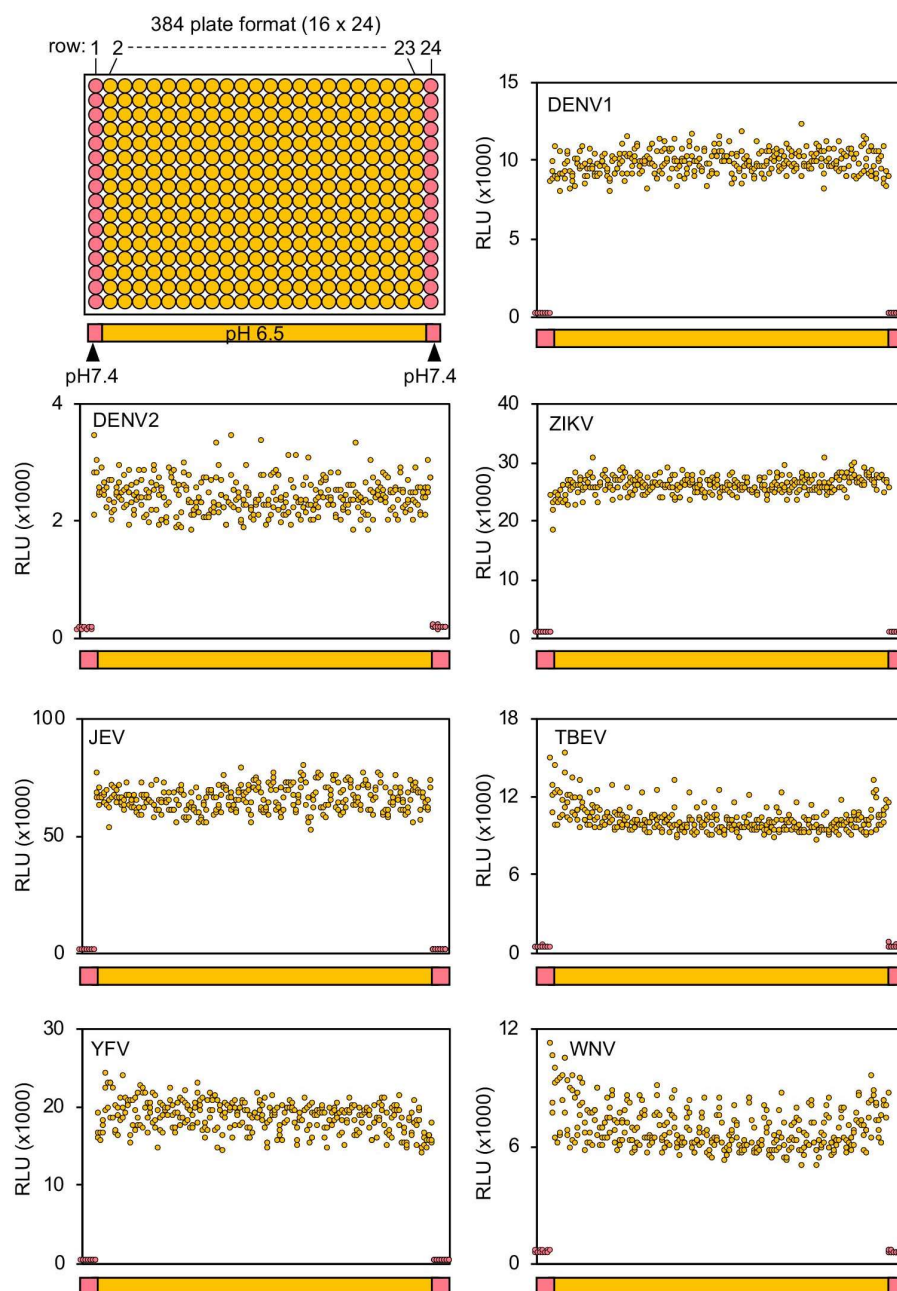 384 plate format (16 x 24)
row: 1 2 23 24
pH 6.5
pH7.4 pH7.4
DENV1
RLU (x1000)
15
10
5
0
DENV2
RLU (x1000)
4
2
0
ZIKV
RLU (x1000)
40
30
20
10
0
JEV
RLU (x1000)
100
50
0
TBEV
RLU (x1000)
18
12
6
0
YFV
RLU (x1000)
30
20
10
0
WNV
RLU (x1000)
12
6
0